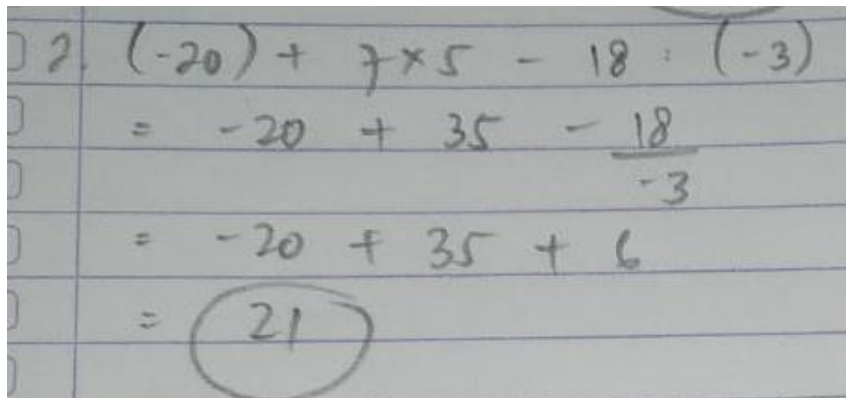 2. (-20) + 7 × 5 - 18 : (-3)
= -20 + 35 - 18/-3
= -20 + 35 + 6
= 21